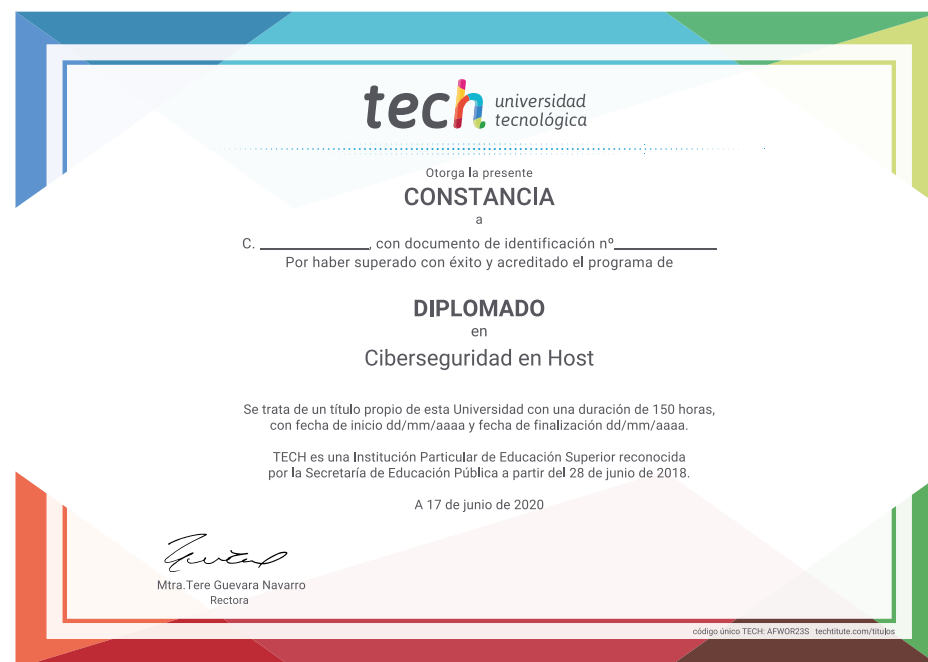 tech universidad
tecnológica
Otorga la presente
CONSTANCIA
a
C. ____________, con documento de identificación nº____________
Por haber superado con éxito y acreditado el programa de
DIPLOMADO
en
Ciberseguridad en Host
Se trata de un título propio de esta Universidad con una duración de 150 horas,
con fecha de inicio dd/mm/aaaa y fecha de finalización dd/mm/aaaa.
TECH es una Institución Particular de Educación Superior reconocida
por la Secretaría de Educación Pública a partir del 28 de junio de 2018.
A 17 de junio de 2020
Mtra.Tere Guevara Navarro
Rectora
código único TECH: AFWOR23S techtitute.com/titulos